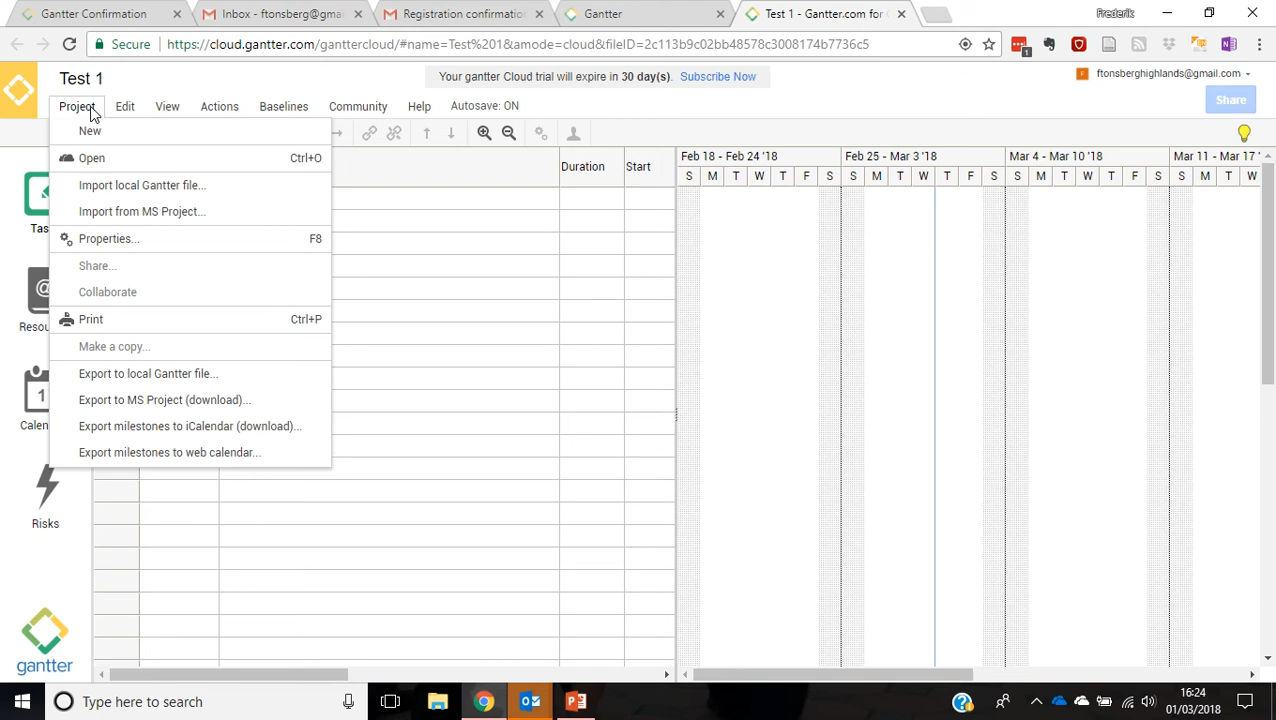 Gantter Confirmation
Inbox - ftonsberg@gma
Registration confirmation
Gantter
Test 1 - Gantter.com for G
Frederik
Secure
https://cloud.gantter.com/ganttercloud/#name=Test%201&amode=cloud&fileID=2c113b9c02bb48578c3008174b7736c5
Test 1
Your gantter Cloud trial will expire in 30 day(s). Subscribe Now
ftonsberghighlands@gmail.com
Project Edit View Actions Baselines Community Help Autosave: ON
Share
New
Open Ctrl+O
Import local Gantter file...
Import from MS Project...
Properties... F8
Share...
Collaborate
Print Ctrl+P
Make a copy...
Export to local Gantter file...
Export to MS Project (download)...
Export milestones to iCalendar (download)...
Export milestones to web calendar...
Duration Start
Feb 18 - Feb 24 '18 Feb 25 - Mar 3 '18 Mar 4 - Mar 10 '18 Mar 11 - Mar 17 '
S M T W T F S S M T W T F S S M T W T F S S M T W
Tas
Resou
1
Calen
Risks
gantter
Type here to search
16:24
01/03/2018